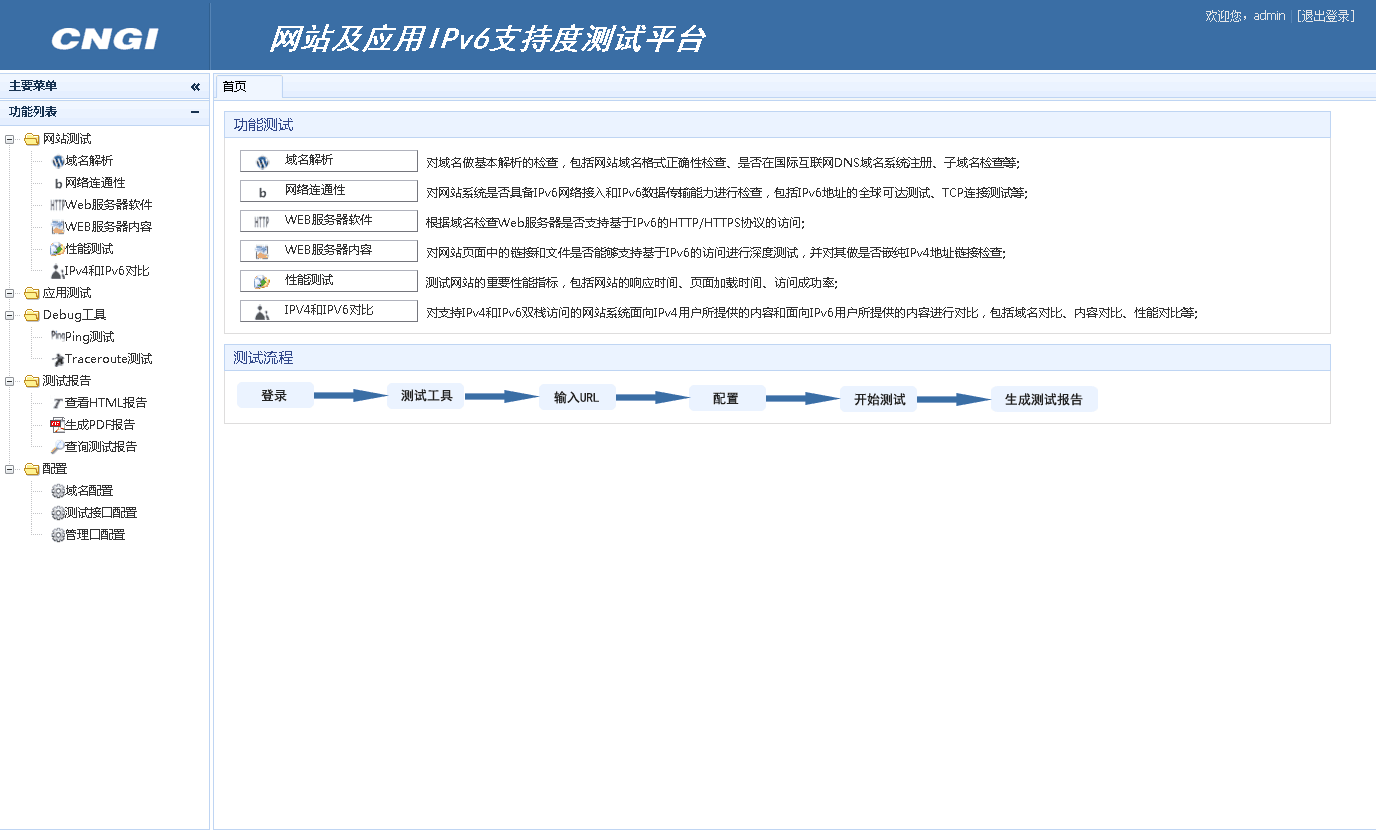 CNGI
网站及应用IPv6支持度测试平台
欢迎您，admin | [退出登录]
主要菜单
功能列表
网站测试
域名解析
b网络连通性
HTTPWeb服务器软件
WEB服务器内容
性能测试
IPv4和IPv6对比
应用测试
Debug工具
PingPing测试
Traceroute测试
测试报告
T查看HTML报告
生成PDF报告
查询测试报告
配置
域名配置
测试接口配置
管理口配置
首页
功能测试
域名解析 对域名做基本解析的检查，包括网站域名格式正确性检查、是否在国际互联网DNS域名系统注册、子域名检查等;
b 网络连通性 对网站系统是否具备IPv6网络接入和IPv6数据传输能力进行检查，包括IPv6地址的全球可达测试、TCP连接测试等;
HTTP WEB服务器软件 根据域名检查Web服务器是否支持基于IPv6的HTTP/HTTPS协议的访问;
WEB服务器内容 对网站页面中的链接和文件是否能够支持基于IPv6的访问进行深度测试，并对其做是否嵌纯IPv4地址链接检查;
性能测试 测试网站的重要性能指标，包括网站的响应时间、页面加载时间、访问成功率;
IPV4和IPV6对比 对支持IPv4和IPv6双栈访问的网站系统面向IPv4用户所提供的内容和面向IPv6用户所提供的内容进行对比，包括域名对比、内容对比、性能对比等;
测试流程
登录 测试工具 输入URL 配置 开始测试 生成测试报告